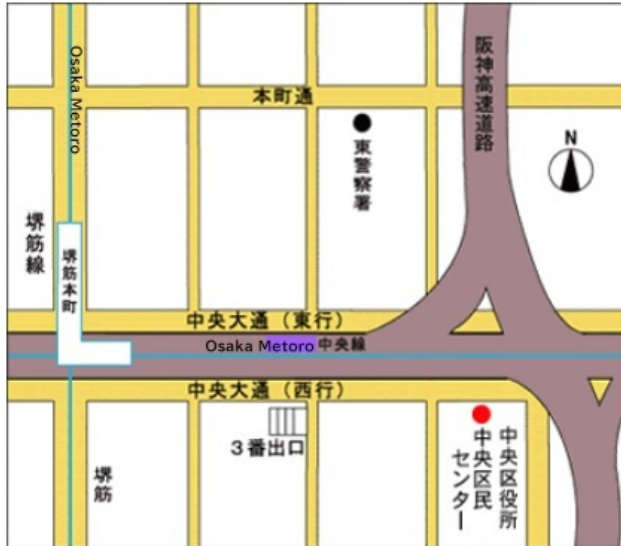 Osaka Metoro
阪神高速道路
本町通
東警察署
N
堺筋線
堺筋本町
中央大通（東行）
Osaka Metoro 中央線
中央大通（西行）
3番出口
堺筋
中央区役所
中央区民
センター